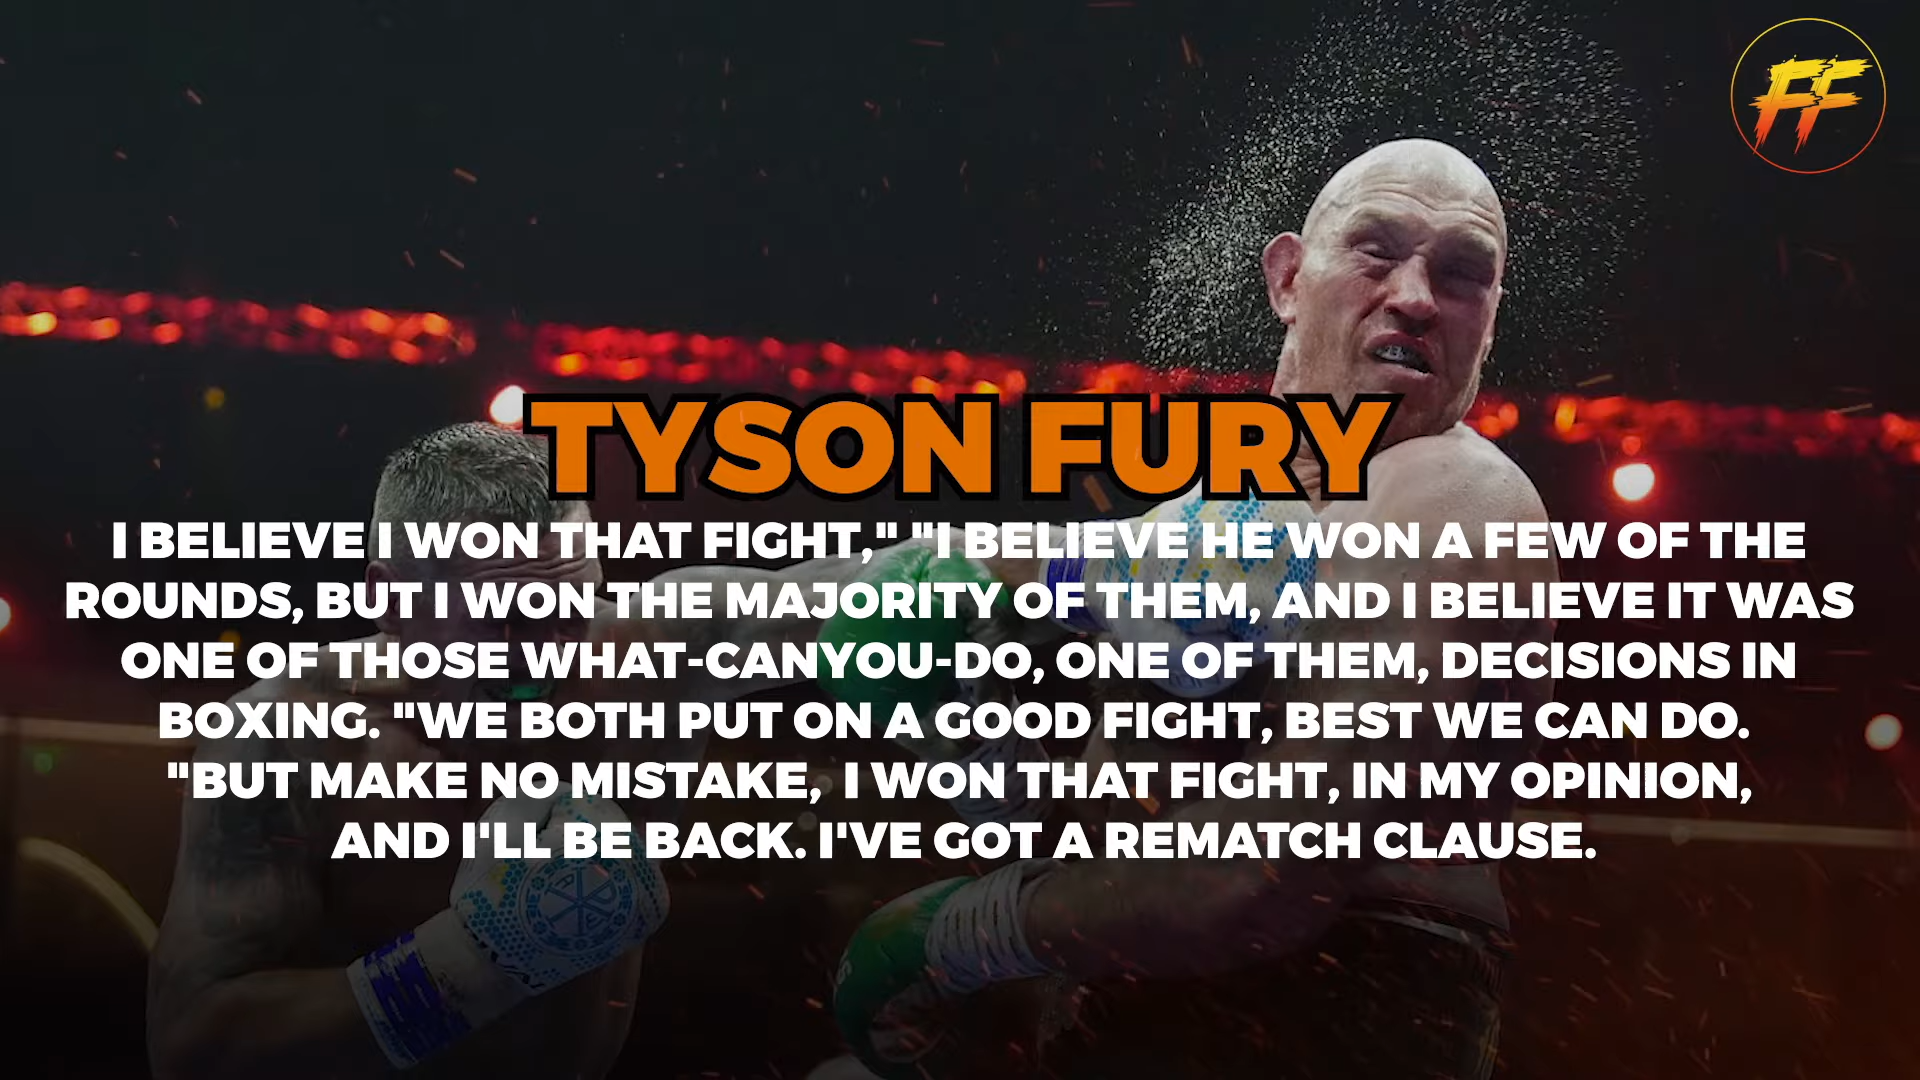 FF
TYSON FURY
I BELIEVE I WON THAT FIGHT," "I BELIEVE HE WON A FEW OF THE
ROUNDS, BUT I WON THE MAJORITY OF THEM, AND I BELIEVE IT WAS
ONE OF THOSE WHAT-CANYOU-DO, ONE OF THEM, DECISIONS IN
BOXING. "WE BOTH PUT ON A GOOD FIGHT, BEST WE CAN DO.
"BUT MAKE NO MISTAKE, I WON THAT FIGHT, IN MY OPINION,
AND I'LL BE BACK. I'VE GOT A REMATCH CLAUSE.